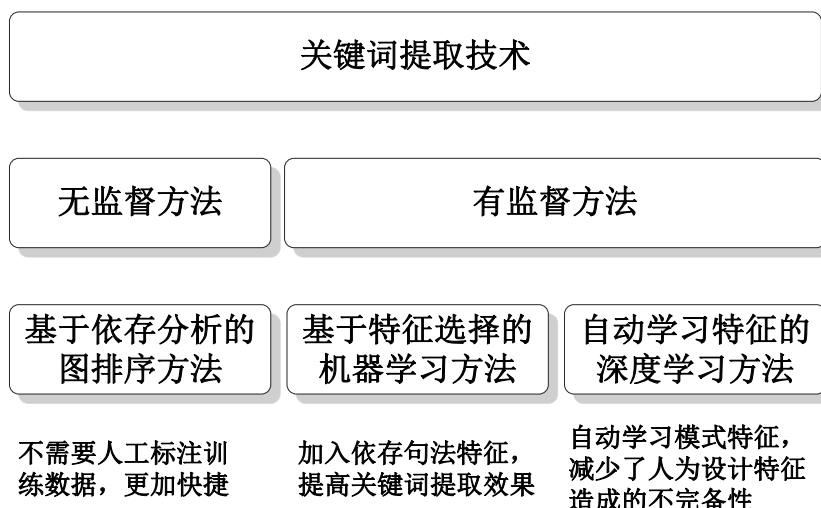 关键词提取技术
无监督方法
有监督方法
基于依存分析的
图排序方法
基于特征选择的
机器学习方法
自动学习特征的
深度学习方法
不需要人工标注训
练数据，更加快捷
加入依存句法特征，
提高关键词提取效果
自动学习模式特征，
减少了人为设计特征
造成的不完备性